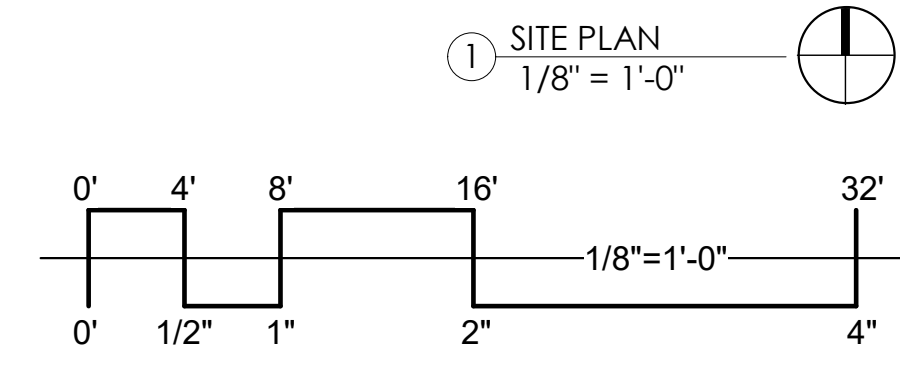 1 SITE PLAN
1/8" = 1'-0"
0' 4' 8' 16' 32'
1/8"=1'-0"
0' 1/2" 1" 2" 4"